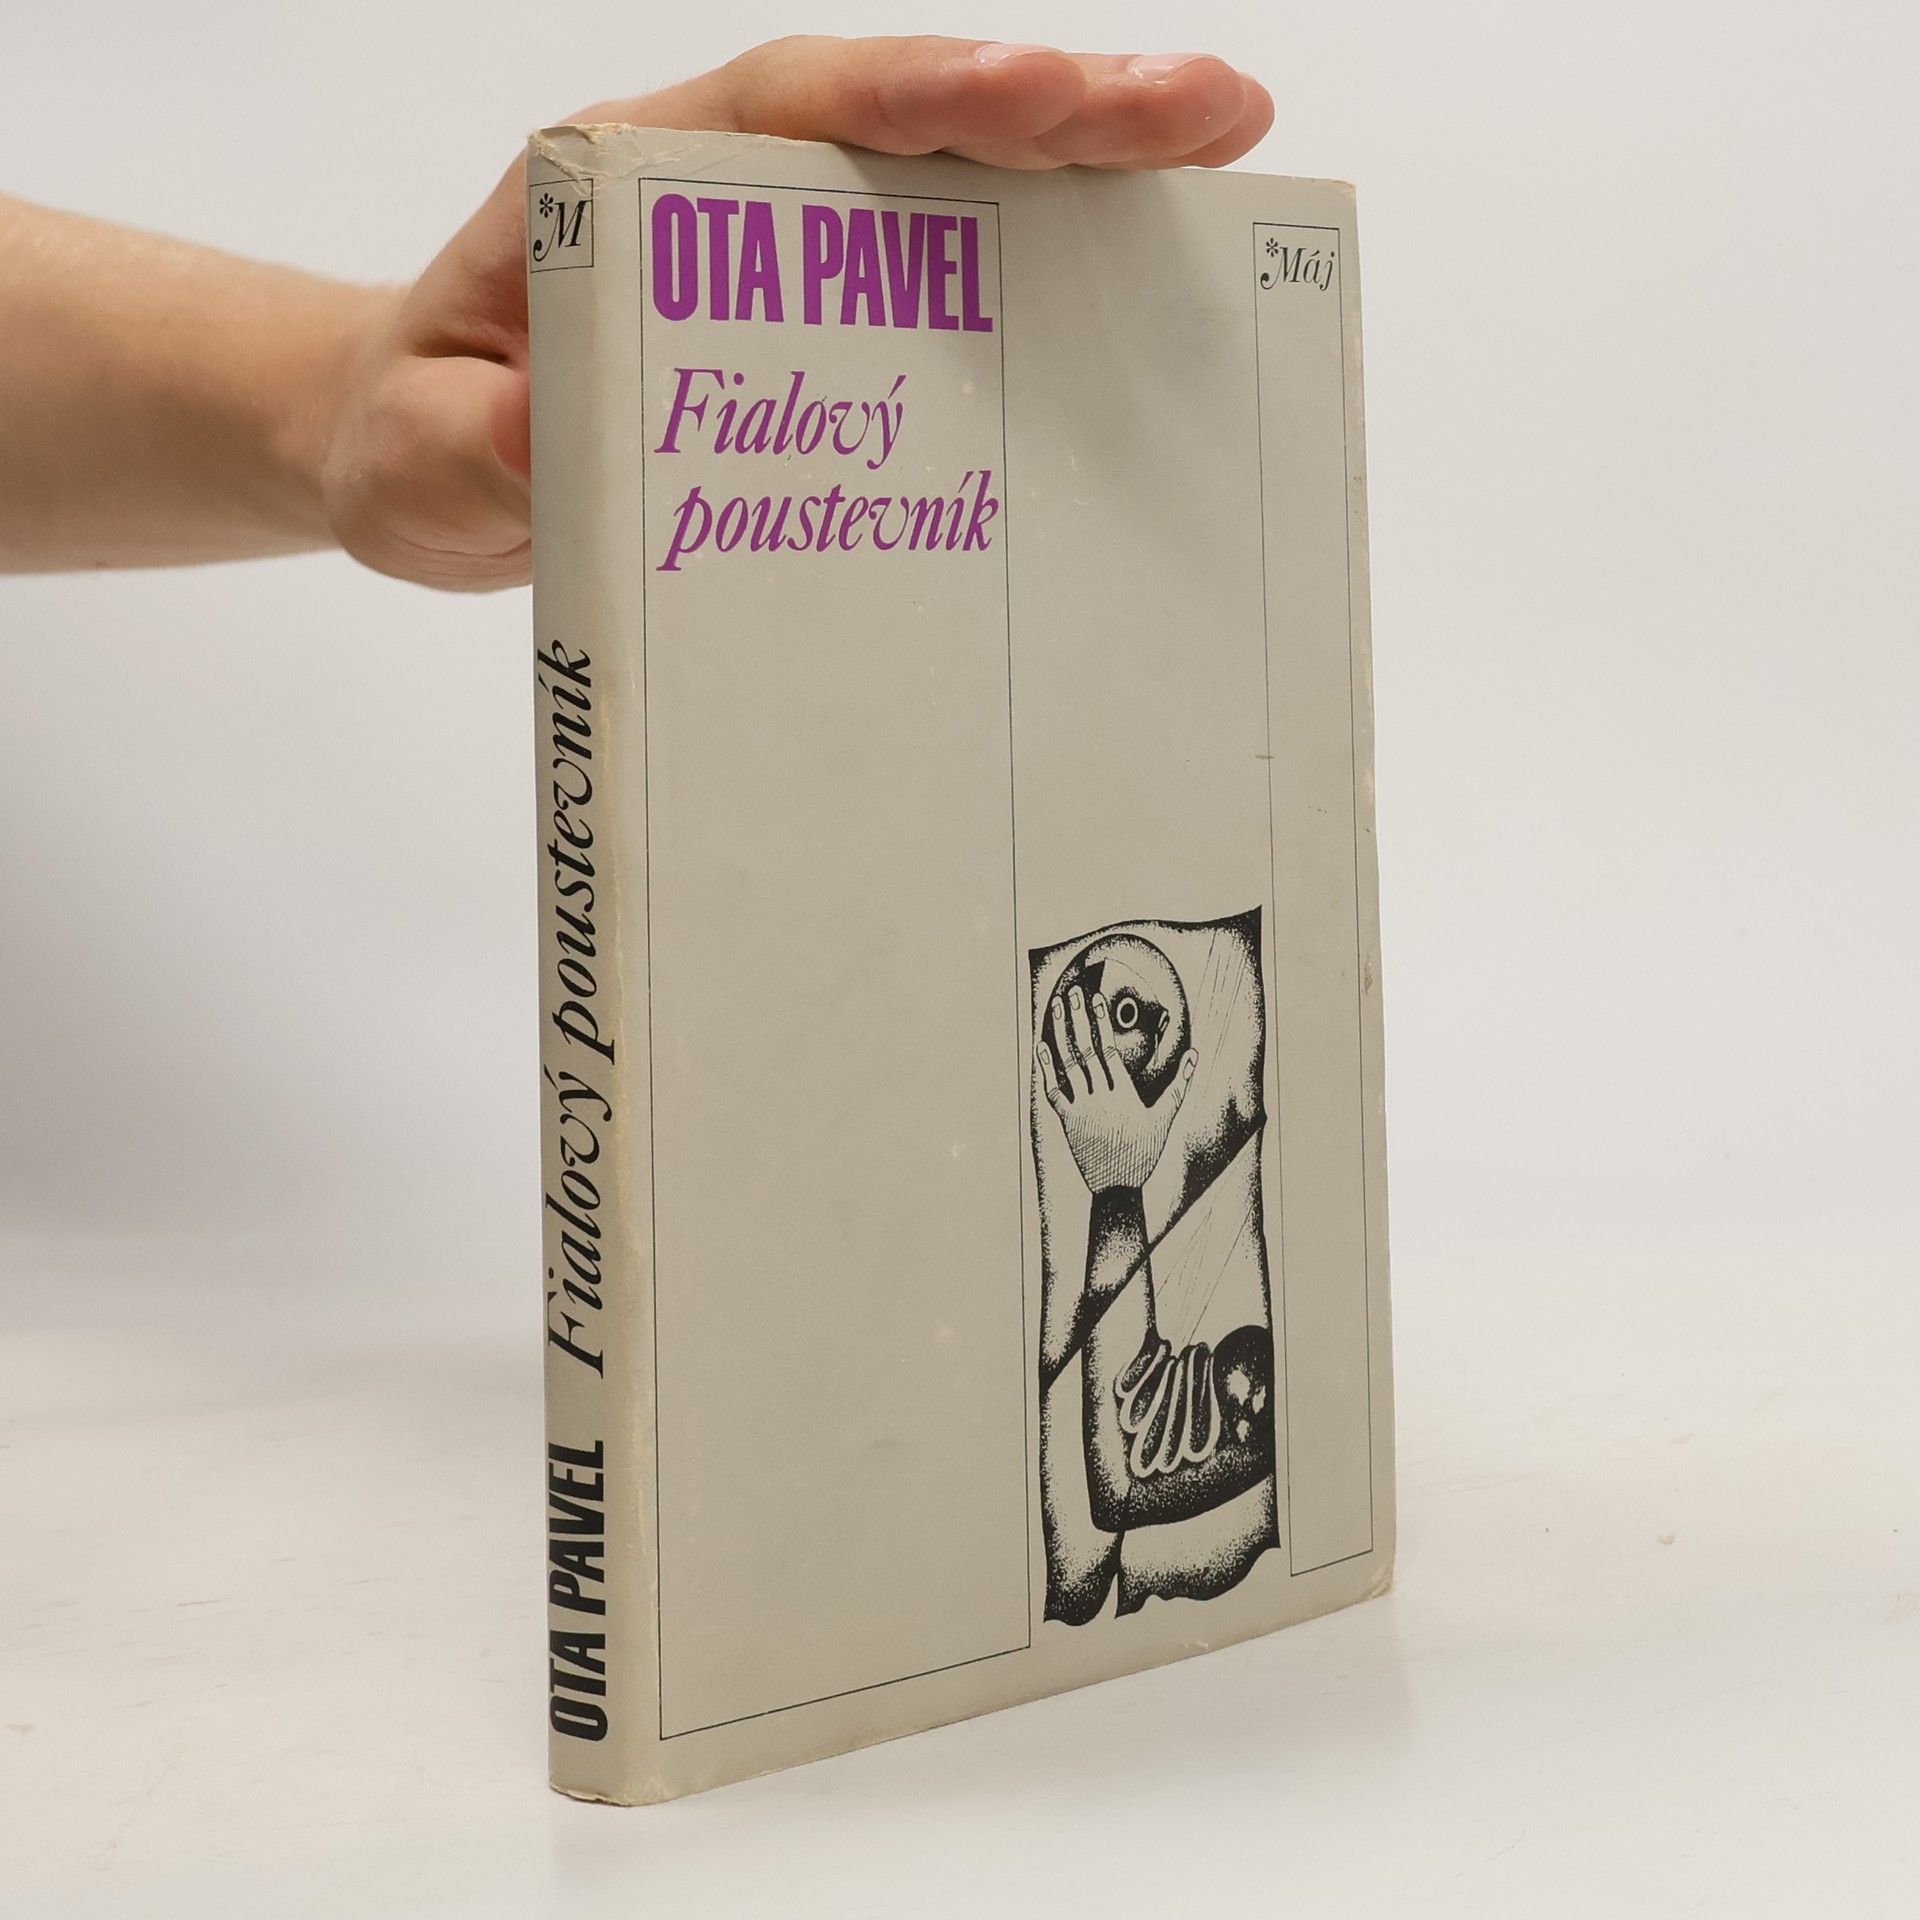 *M
OTA PAVEL
Fialový
poustevník
*Máj
OTA PAVEL Fialový poustevník